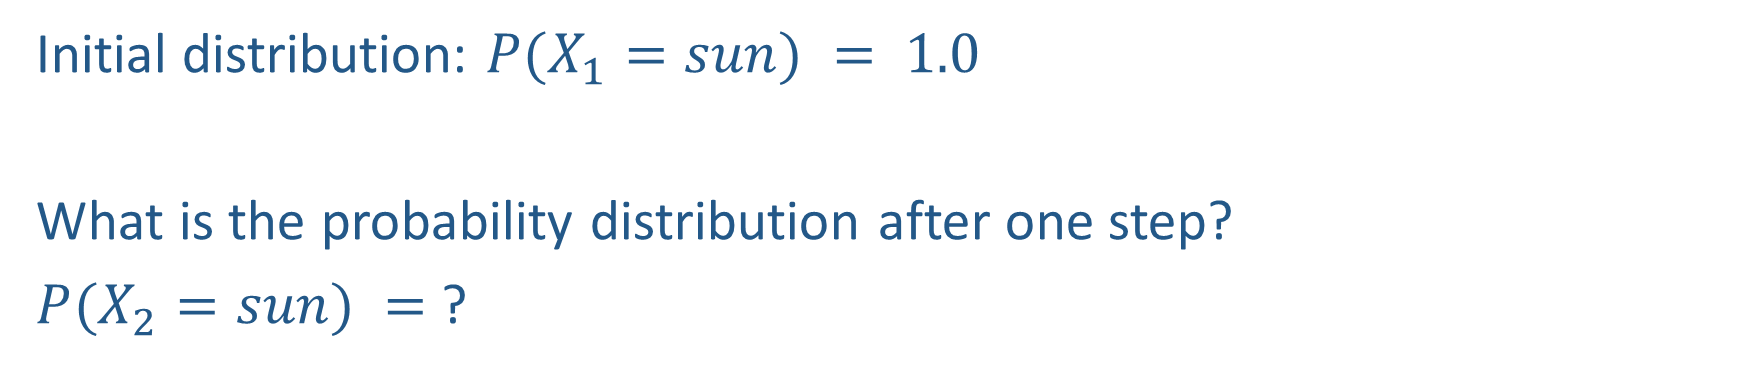 Initial distribution: P(X₁ = sun) = 1.0
What is the probability distribution after one step?
P(X₂ = sun) = ?